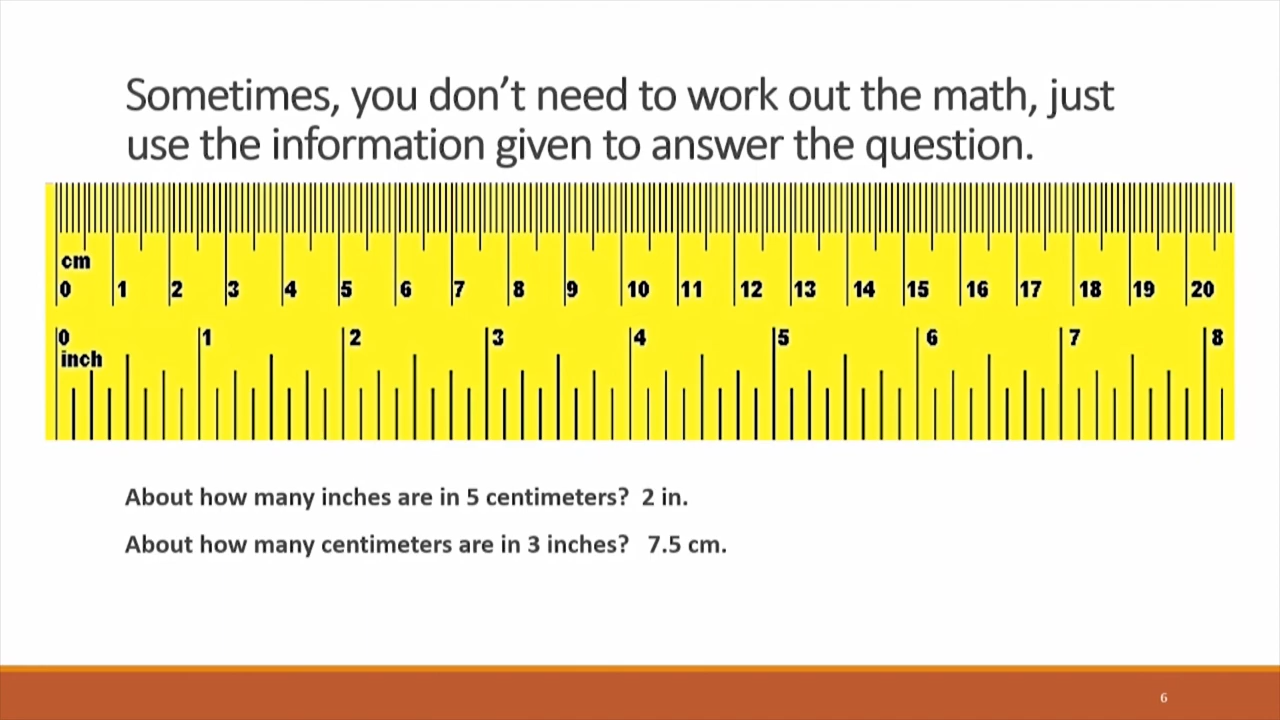 Sometimes, you don’t need to work out the math, just
use the information given to answer the question.
cm
0 1 2 3 4 5 6 7 8 9 10 11 12 13 14 15 16 17 18 19 20
0 1 2 3 4 5 6 7 8
inch
About how many inches are in 5 centimeters? 2 in.
About how many centimeters are in 3 inches? 7.5 cm.
6